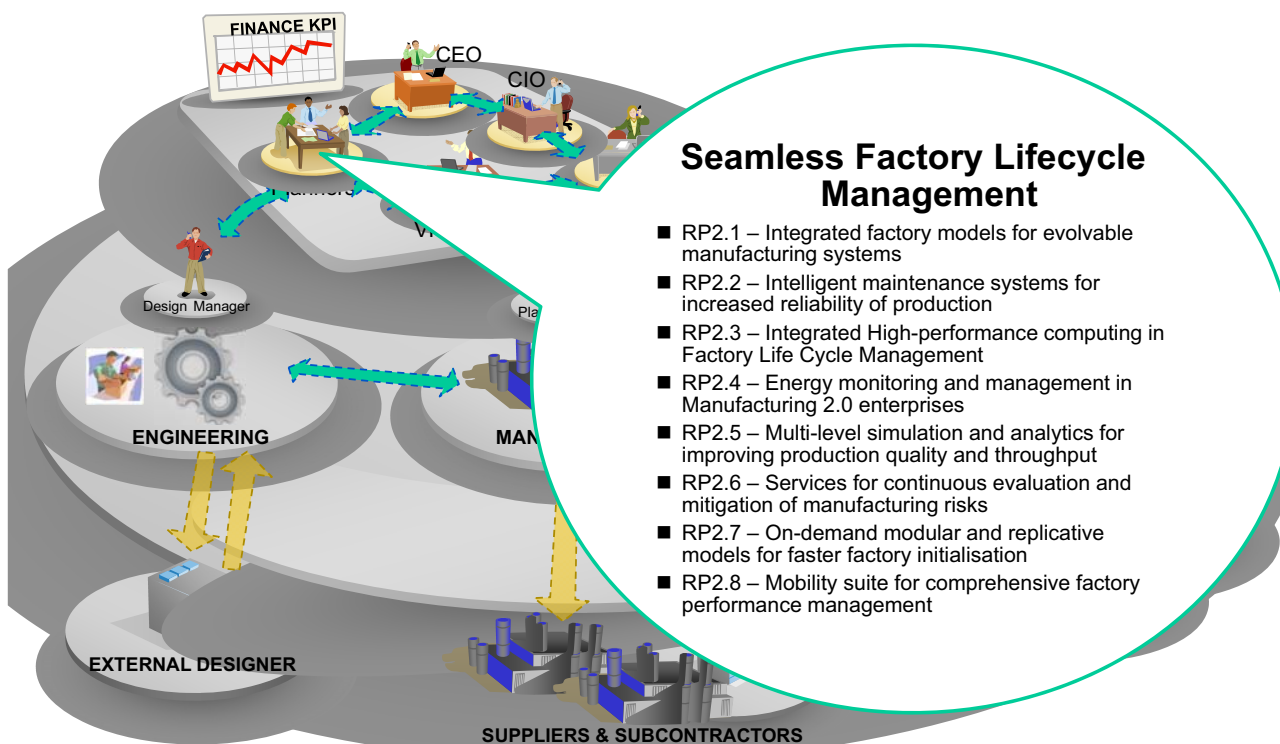 FINANCE KPI
CEO
CIO
Planners
Design Manager
ENGINEERING
EXTERNAL DESIGNER
SUPPLIERS & SUBCONTRACTORS
Seamless Factory Lifecycle
Management
■ RP2.1 – Integrated factory models for evolvable
manufacturing systems
■ RP2.2 – Intelligent maintenance systems for
increased reliability of production
■ RP2.3 – Integrated High-performance computing in
Factory Life Cycle Management
■ RP2.4 – Energy monitoring and management in
Manufacturing 2.0 enterprises
■ RP2.5 – Multi-level simulation and analytics for
improving production quality and throughput
■ RP2.6 – Services for continuous evaluation and
mitigation of manufacturing risks
■ RP2.7 – On-demand modular and replicative
models for faster factory initialisation
■ RP2.8 – Mobility suite for comprehensive factory
performance management